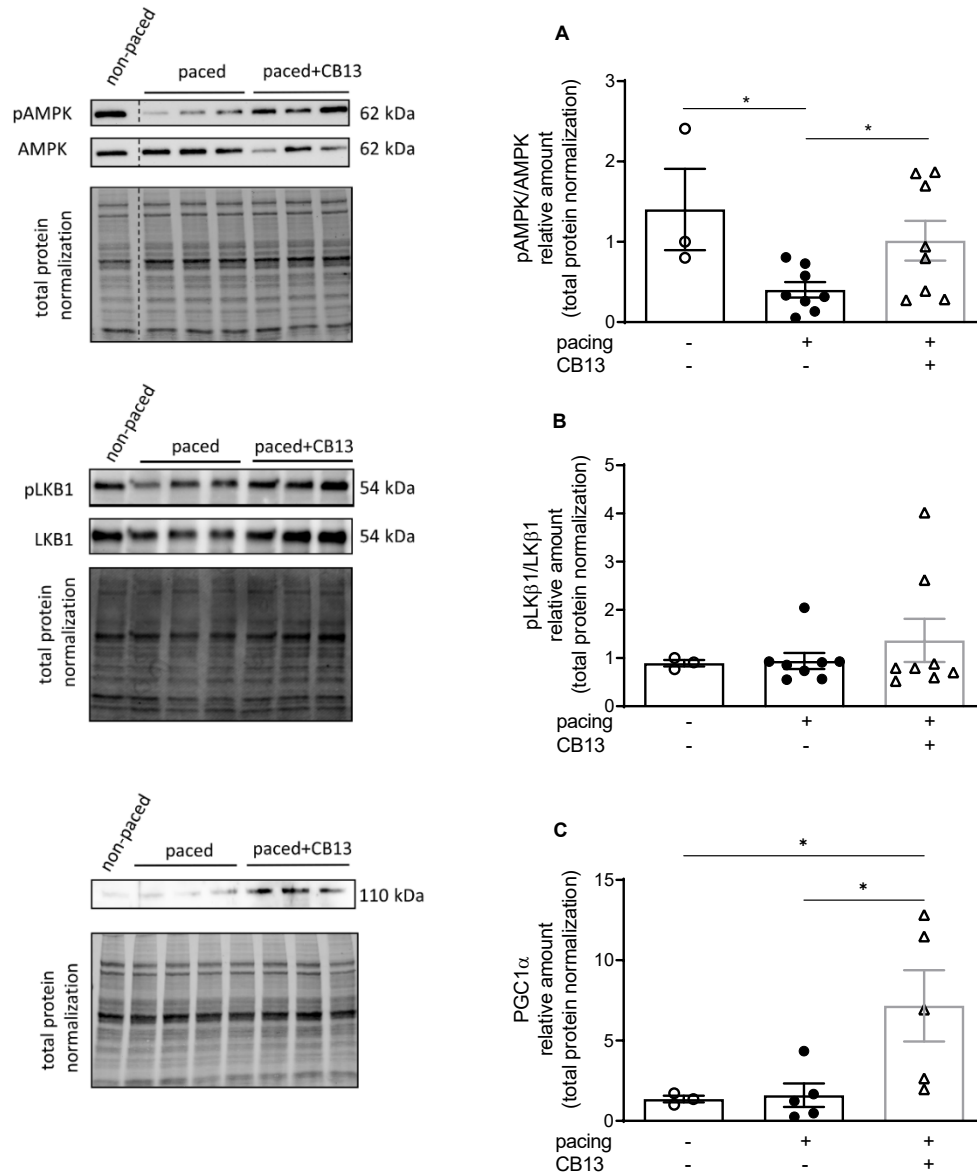 non-paced
paced
paced+CB13
pAMPK
62 kDa
AMPK
62 kDa
total protein
normalization
A
pAMPK/AMPK
relative amount
(total protein normalization)
3
2
1
0
*
*
pacing - + +
CB13 - - +
non-paced
paced
paced+CB13
pLKB1
54 kDa
LKB1
54 kDa
total protein
normalization
B
pLKβ1/LKβ1
relative amount
(total protein normalization)
5
4
3
2
1
0
pacing - + +
CB13 - - +
non-paced
paced
paced+CB13
110 kDa
total protein
normalization
C
PGC1α
relative amount
(total protein normalization)
15
10
5
0
*
*
pacing - + +
CB13 - - +